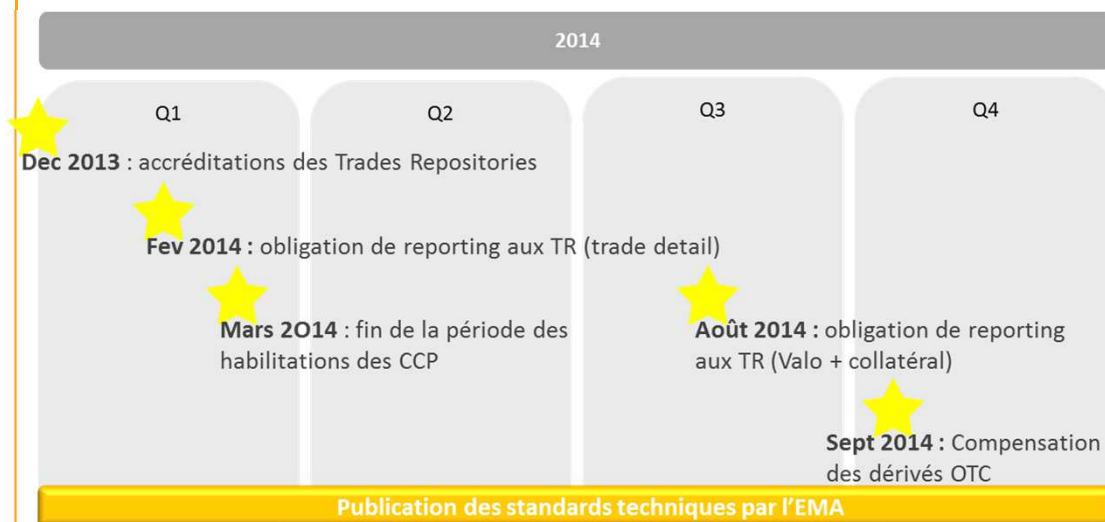 2014
Q1
Q2
Q3
Q4
Dec 2013 : accréditations des Trades Repositories
Fev 2014 : obligation de reporting aux TR (trade detail)
Mars 2O14 : fin de la période des
habilitations des CCP
Août 2014 : obligation de reporting
aux TR (Valo + collatéral)
Sept 2014 : Compensation
des dérivés OTC
Publication des standards techniques par l’EMA